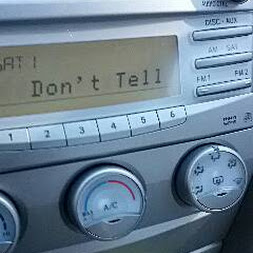 DISC · AUX
SAT1
AM · SAT
Don't Tell
FM1 FM2
1 2 3 4 5 6
A/C